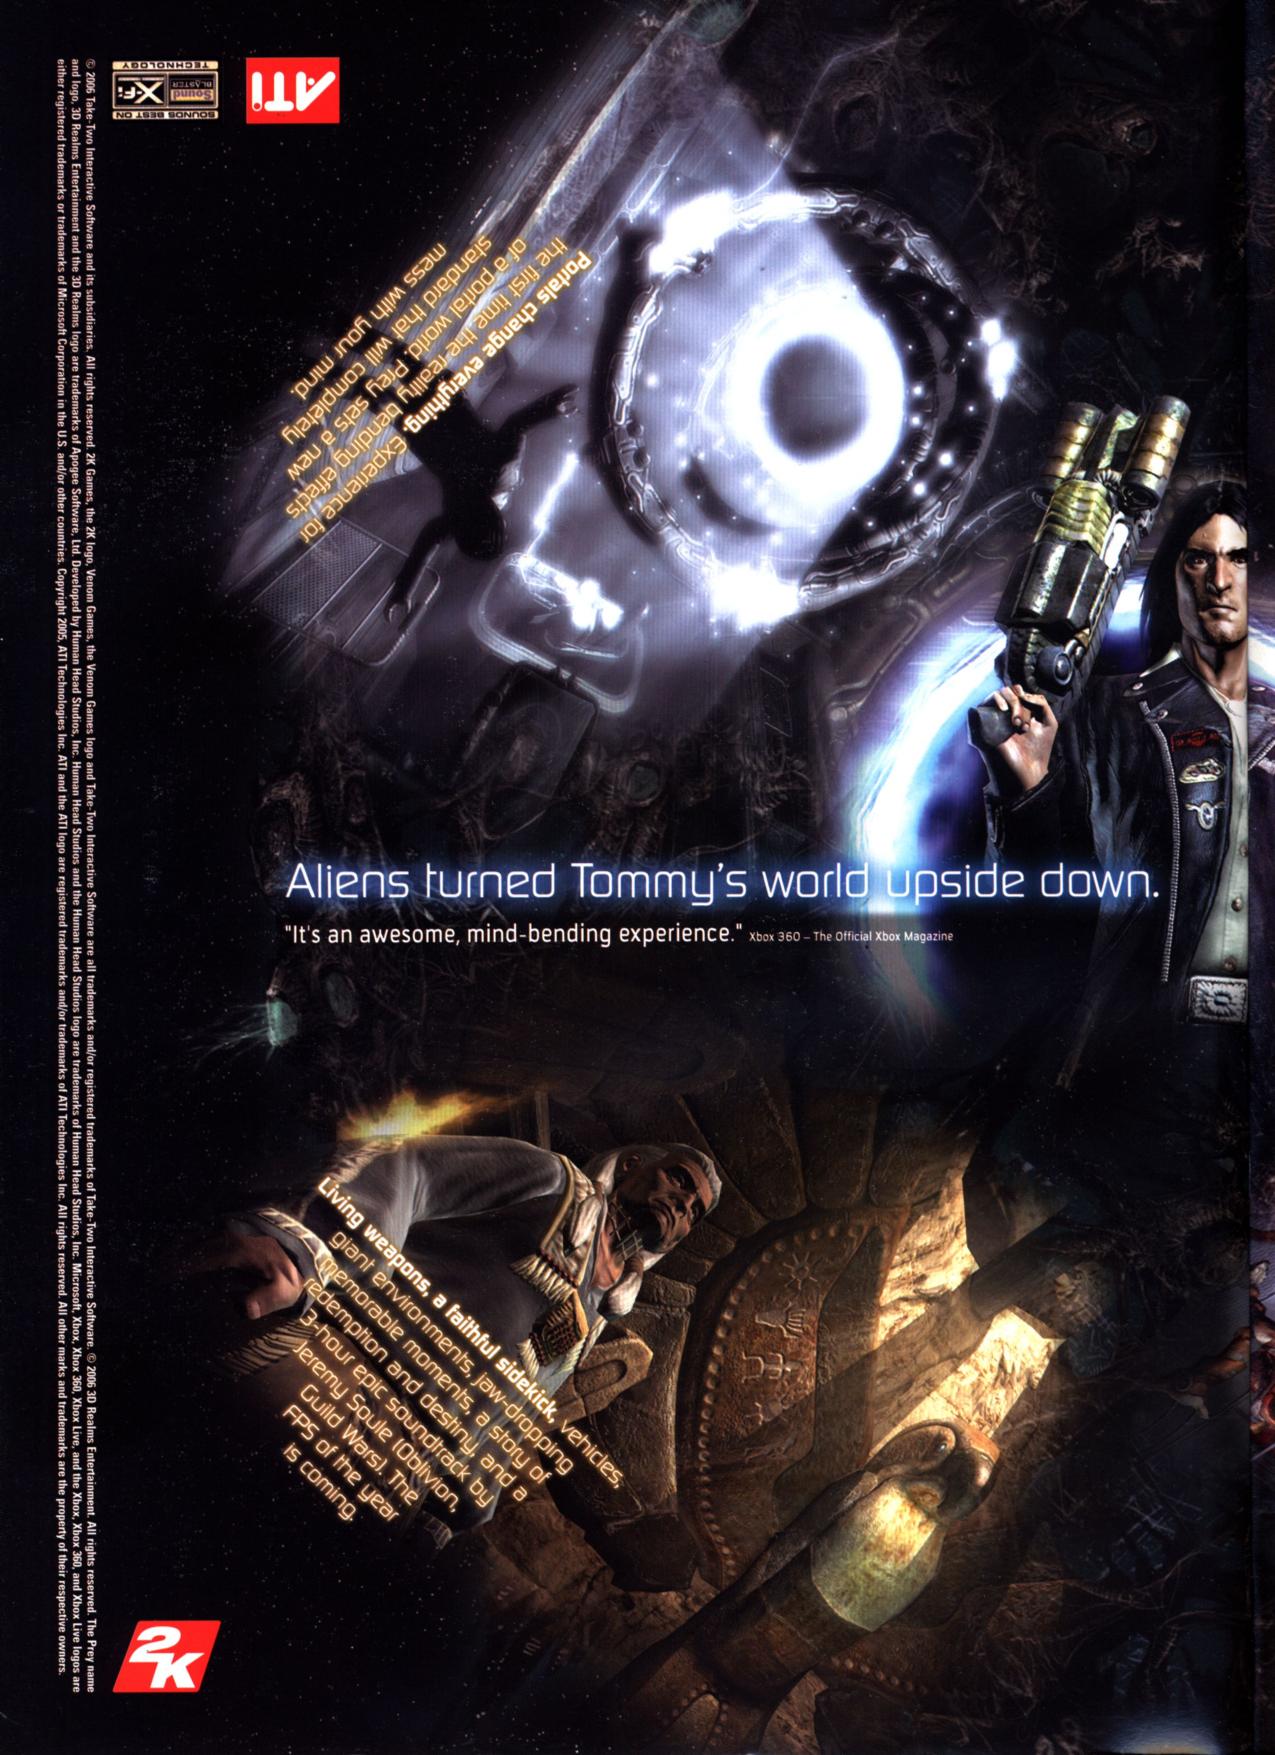 Aliens turned Tommy's world upside down.
"It's an awesome, mind-bending experience." Xbox 360 – The Official Xbox Magazine
Portals change everything. Experience for
the first time the reality bending effects
of a portal world. Prey sets a new
standard that will completely
mess with your mind.
Living weapons, a faithful sidekick, vehicles,
giant environments, jaw-dropping
memorable moments, a story of
redemption and destiny, and a
3-hour epic soundtrack by
Jeremy Soule (Oblivion,
Guild Wars). The
FPS of the year
is coming.
ATI
SOUNDS BEST ON
Sound
BLASTER
X-Fi
TECHNOLOGY
2K
© 2006 Take-Two Interactive Software and its subsidiaries. All rights reserved. 2K Games, the 2K logo, Venom Games, the Venom Games logo and Take-Two Interactive Software are all trademarks and/or registered trademarks of Take-Two Interactive Software. © 2006 3D Realms Entertainment. All rights reserved. The Prey name
and logo, 3D Realms Entertainment and the 3D Realms logo are trademarks of Apogee Software, Ltd. Developed by Human Head Studios, Inc. Human Head Studios and the Human Head Studios logo are trademarks of Human Head Studios, Inc. Microsoft, Xbox, Xbox 360, Xbox Live, and the Xbox, Xbox 360, and Xbox Live logos are
either registered trademarks or trademarks of Microsoft Corporation in the U.S. and/or other countries. Copyright 2005, ATI Technologies Inc. ATI and the ATI logo are registered trademarks and/or trademarks of ATI Technologies Inc. All rights reserved. All other marks and trademarks are the property of their respective owners.